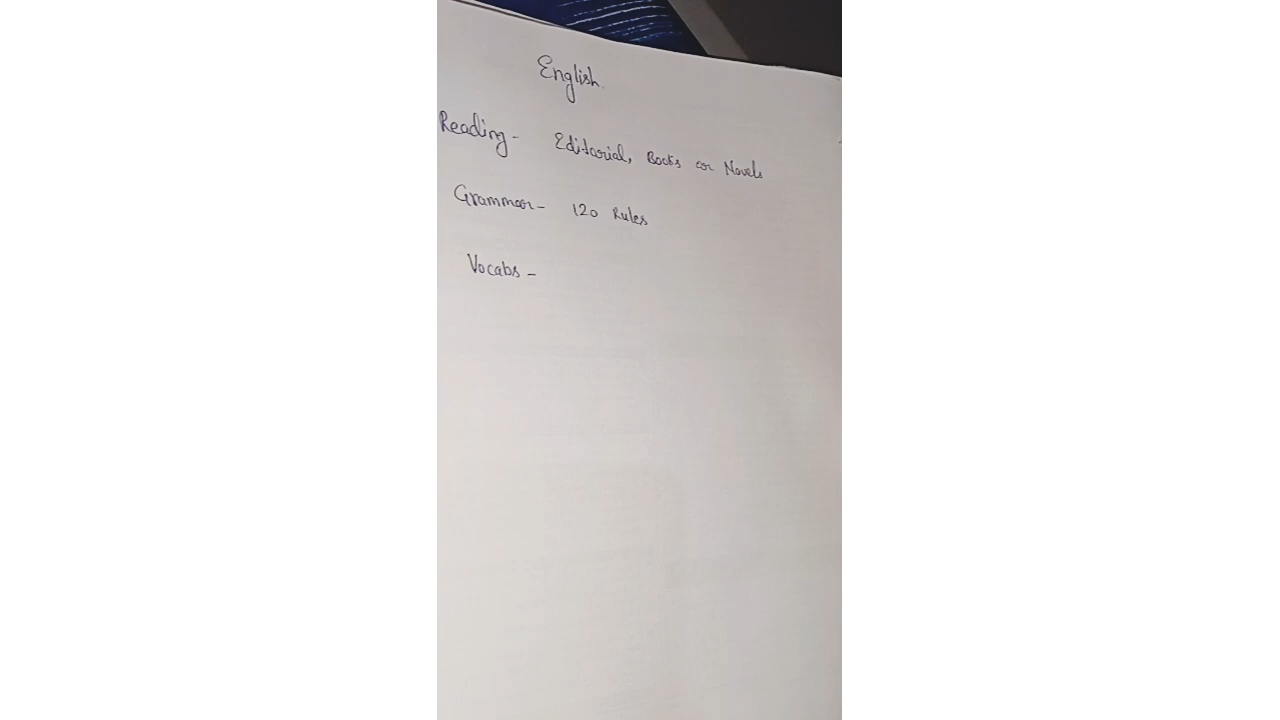 English.
Reading - Editorial, Books or Novels
Grammar - 120 Rules
Vocabs -